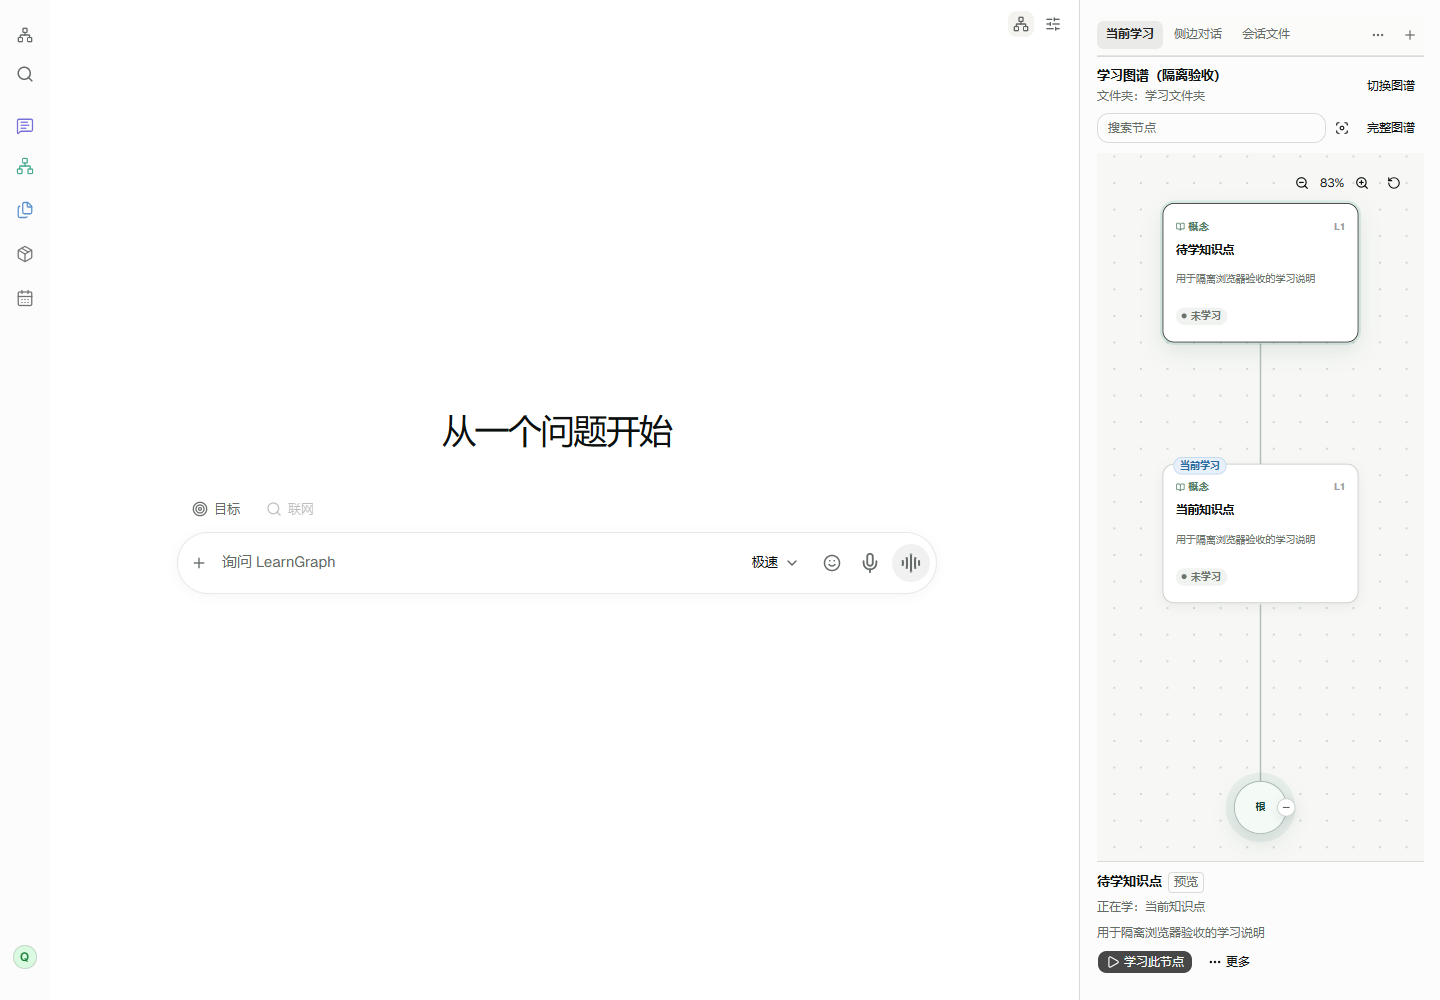 当前学习 侧边对话 会话文件
学习图谱（隔离验收） 切换图谱
文件夹：学习文件夹
搜索节点 完整图谱
83%
概念 L1
待学知识点
用于隔离浏览器验收的学习说明
未学习
从一个问题开始
当前学习
概念 L1
当前知识点
目标 联网
用于隔离浏览器验收的学习说明
询问 LearnGraph 极速
未学习
根
待学知识点 预览
正在学：当前知识点
用于隔离浏览器验收的学习说明
Q
学习此节点 更多